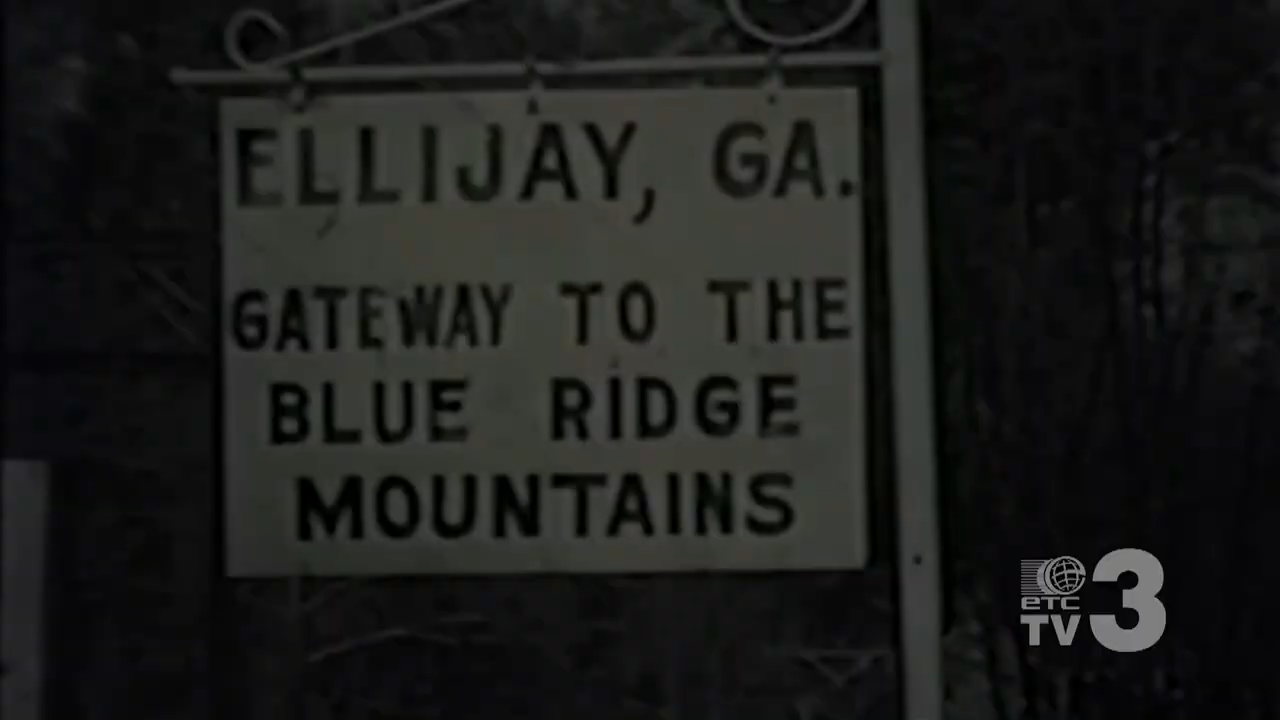 ELLIJAY, GA.
GATEWAY TO THE
BLUE RIDGE
MOUNTAINS
etc
TV 3